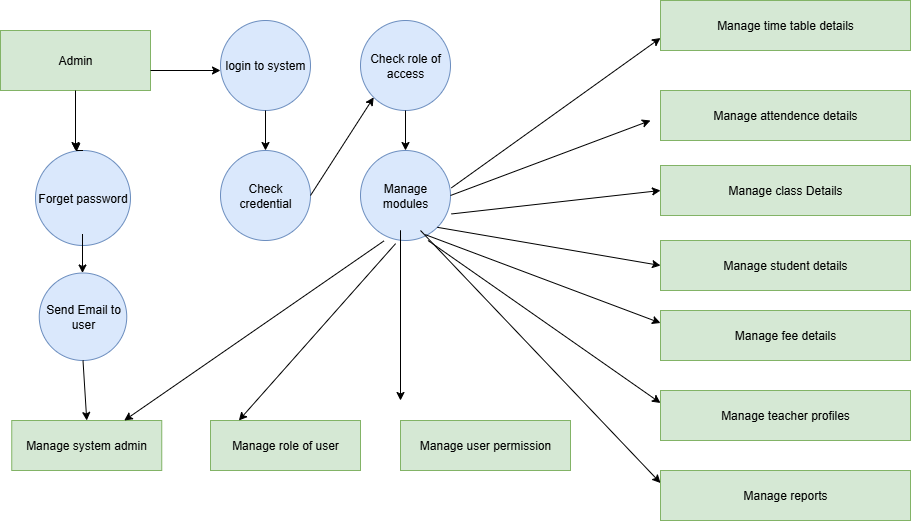 Admin
login to system
Check role of
access
Manage time table details
Manage attendence details
Forget password
Check
credential
Manage
modules
Manage class Details
Manage student details
Send Email to
user
Manage fee details
Manage teacher profiles
Manage system admin
Manage role of user
Manage user permission
Manage reports